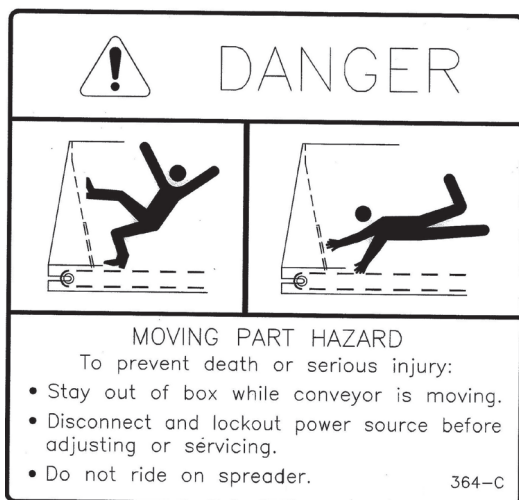 DANGER
MOVING PART HAZARD
To prevent death or serious injury:
• Stay out of box while conveyor is moving.
• Disconnect and lockout power source before
adjusting or servicing.
• Do not ride on spreader.
364-C